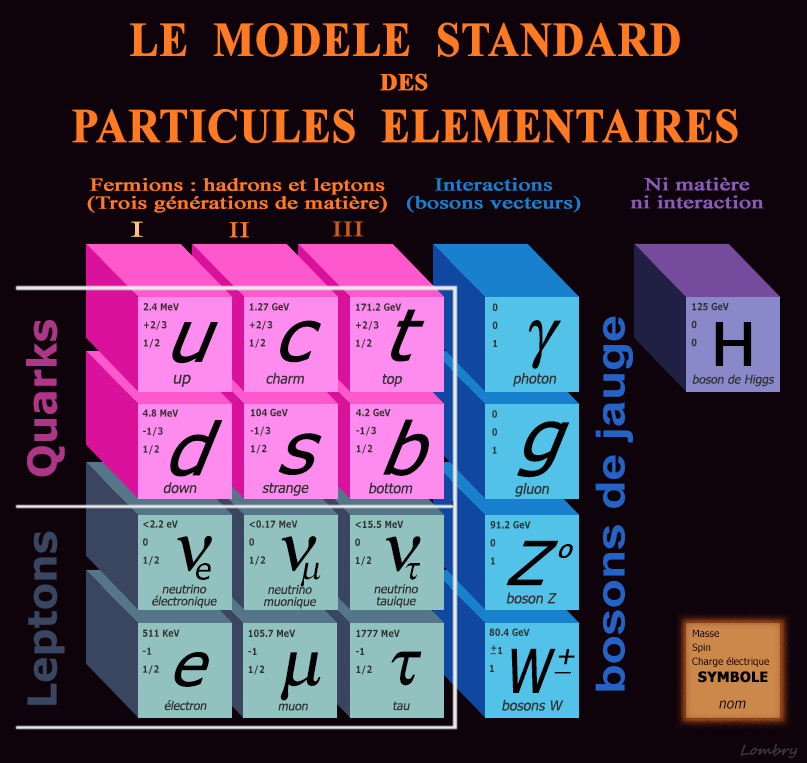 LE MODELE STANDARD
DES
PARTICULES ELEMENTAIRES
Fermions : hadrons et leptons
(Trois générations de matière)
I II III
Interactions
(bosons vecteurs)
Ni matière
ni interaction
Quarks
2.4 MeV
+2/3
1/2
u
up
1.27 GeV
+2/3
1/2
c
charm
171.2 GeV
+2/3
1/2
t
top
0
0
1
γ
photon
125 GeV
0
0
H
boson de Higgs
4.8 MeV
-1/3
1/2
d
down
104 GeV
-1/3
1/2
s
strange
4.2 GeV
-1/3
1/2
b
bottom
0
0
1
g
gluon
bosons de jauge
Leptons
<2.2 eV
0
1/2
νe
neutrino
électronique
<0.17 MeV
0
1/2
νμ
neutrino
muonique
<15.5 MeV
0
1/2
ντ
neutrino
tauique
91.2 GeV
0
1
Z⁰
boson Z
511 KeV
-1
1/2
e
électron
105.7 MeV
-1
1/2
μ
muon
1777 MeV
-1
1/2
τ
tau
80.4 GeV
±1
1
W±
bosons W
Masse
Spin
Charge électrique
SYMBOLE
nom
Lombry